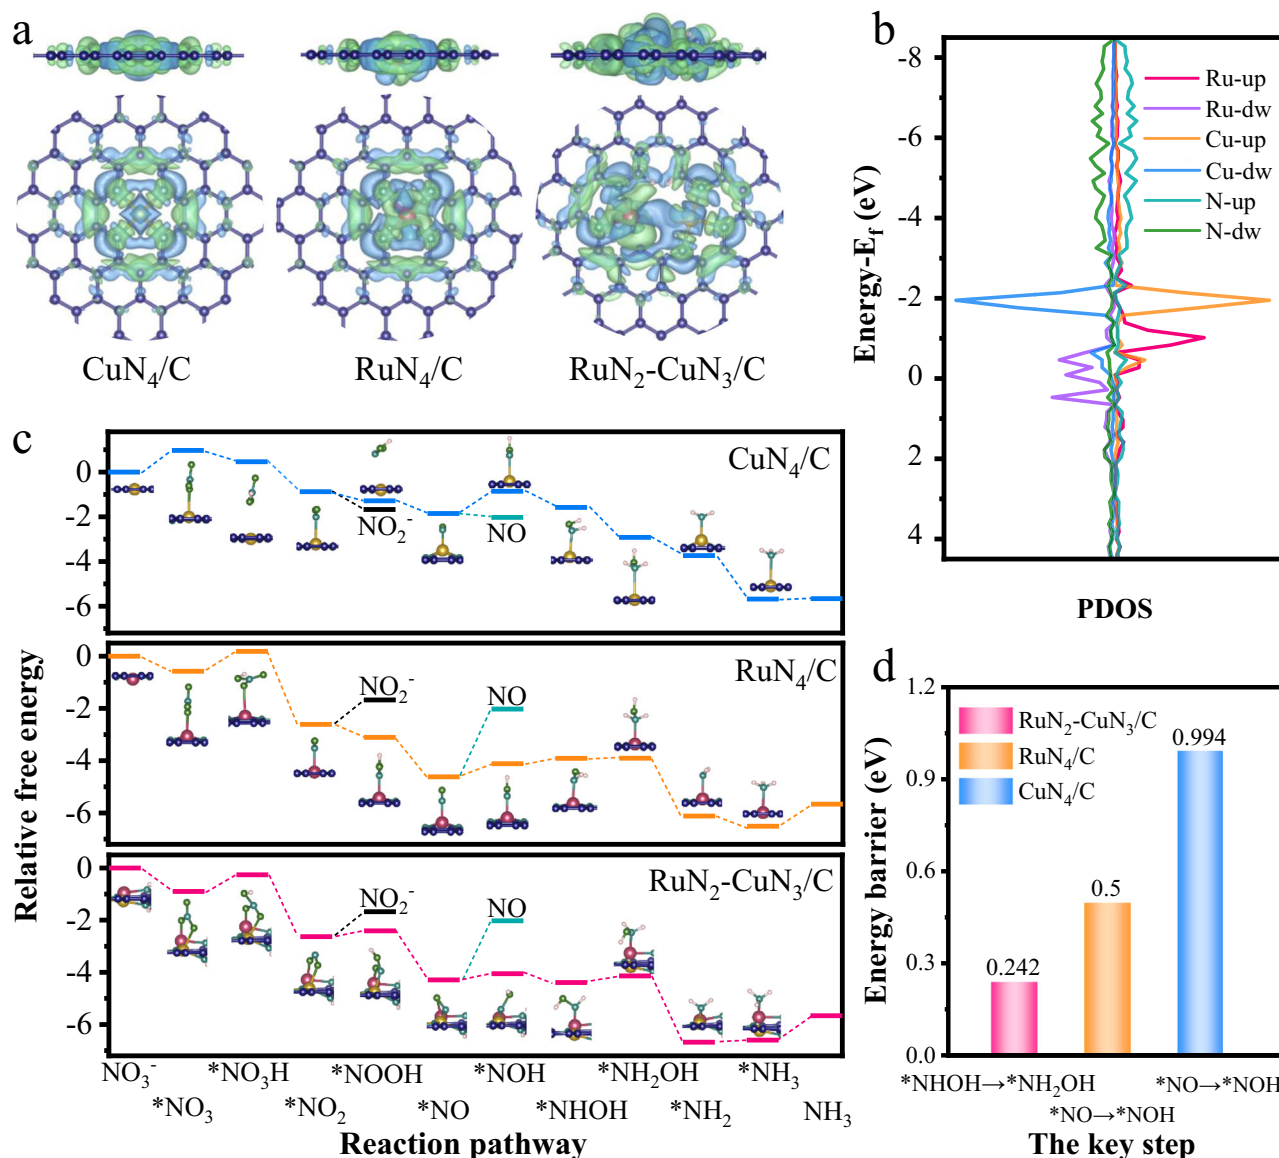 a
CuN₄/C
RuN₄/C
RuN₂-CuN₃/C
b
-8
-6
-4
-2
0
2
4
Energy-E_f (eV)
Ru-up
Ru-dw
Cu-up
Cu-dw
N-up
N-dw
PDOS
c
Relative free energy
0
-2
-4
-6
CuN₄/C
NO₂⁻
NO
0
-2
-4
-6
RuN₄/C
NO₂⁻
NO
0
-2
-4
-6
RuN₂-CuN₃/C
NO₂⁻
NO
NO₃⁻
*NO₃
*NO₃H
*NO₂
*NOOH
*NO
*NOH
*NHOH
*NH₂OH
*NH₂
*NH₃
NH₃
Reaction pathway
d
Energy barrier (eV)
1.2
0.9
0.6
0.3
0.0
RuN₂-CuN₃/C
RuN₄/C
CuN₄/C
0.242
0.5
0.994
*NHOH→*NH₂OH
*NO→*NOH
*NO→*NOH
The key step